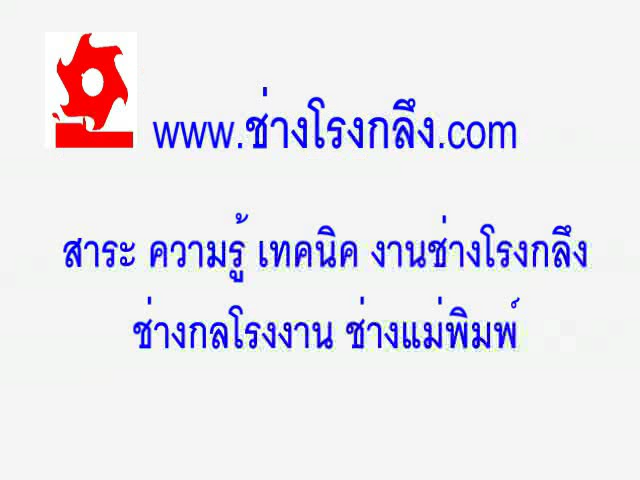 www.ช่างโรงกลึง.com
สาระ ความรู้ เทคนิค งานช่างโรงกลึง
ช่างกลโรงงาน ช่างแม่พิมพ์